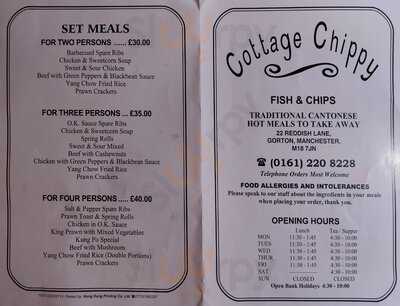 SET MEALS
FOR TWO PERSONS ...... £30.00
Barbecued Spare Ribs
Chicken & Sweetcorn Soup
Sweet & Sour Chicken
Beef with Green Peppers & Blackbean Sauce
Yung Chow Fried Rice
Prawn Crackers
FOR THREE PERSONS ... £35.00
O.K. Sauce Spare Ribs
Chicken & Sweetcorn Soup
Spring Rolls
Sweet & Sour Mixed
Beef with Cashewnuts
Chicken with Green Peppers & Blackbean Sauce
Yang Chow Fried Rice
Prawn Crackers
FOR FOUR PERSONS ..... £40.00
Salt & Pepper Spare Ribs
Prawn Toast & Spring Rolls
Chicken in O.K. Sauce
King Prawn with Mixed Vegetables
Kung Po Special
Beef with Mushroom
Yang Chow Fried Rice (Double Portions)
Prawn Crackers
Hong Kong Printing Co. Ltd
Cottage Chippy
FISH & CHIPS
TRADITIONAL CANTONESE
HOT MEALS TO TAKE AWAY
22 REDDISH LANE,
GORTON, MANCHESTER.
M18 7JN
☎ (0161) 220 8228
Telephone Orders Most Welcome
FOOD ALLERGIES AND INTOLERANCES
Please speak to our staff about the ingredients in your meals
when placing your order, thank you.
OPENING HOURS
Lunch Tea / Supper
MON 11:30 - 1:45 4:30 - 10:00
TUES 11:30 - 1:45 4:30 - 10:00
WED 11:30 - 1:45 4:30 - 10:00
THUR 11:30 - 1:45 4:30 - 10:00
FRI 11:30 - 1:45 4:30 - 10:00
SAT ------ 4:30 - 10:00
SUN CLOSED CLOSED
Open Bank Holidays 4:30 - 10:00